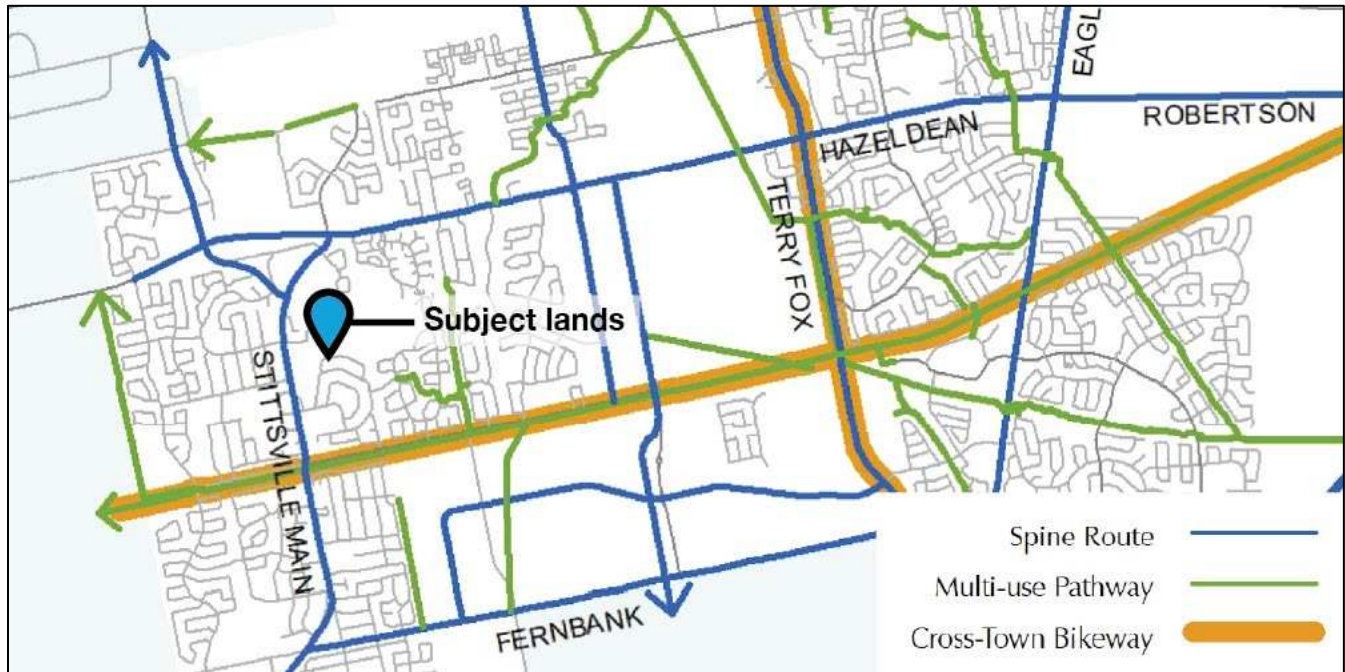 EAGL
ROBERTSON
HAZELDEAN
TERRY FOX
Subject lands
STITTSVILLE MAIN
FERNBANK
Spine Route
Multi-use Pathway
Cross-Town Bikeway